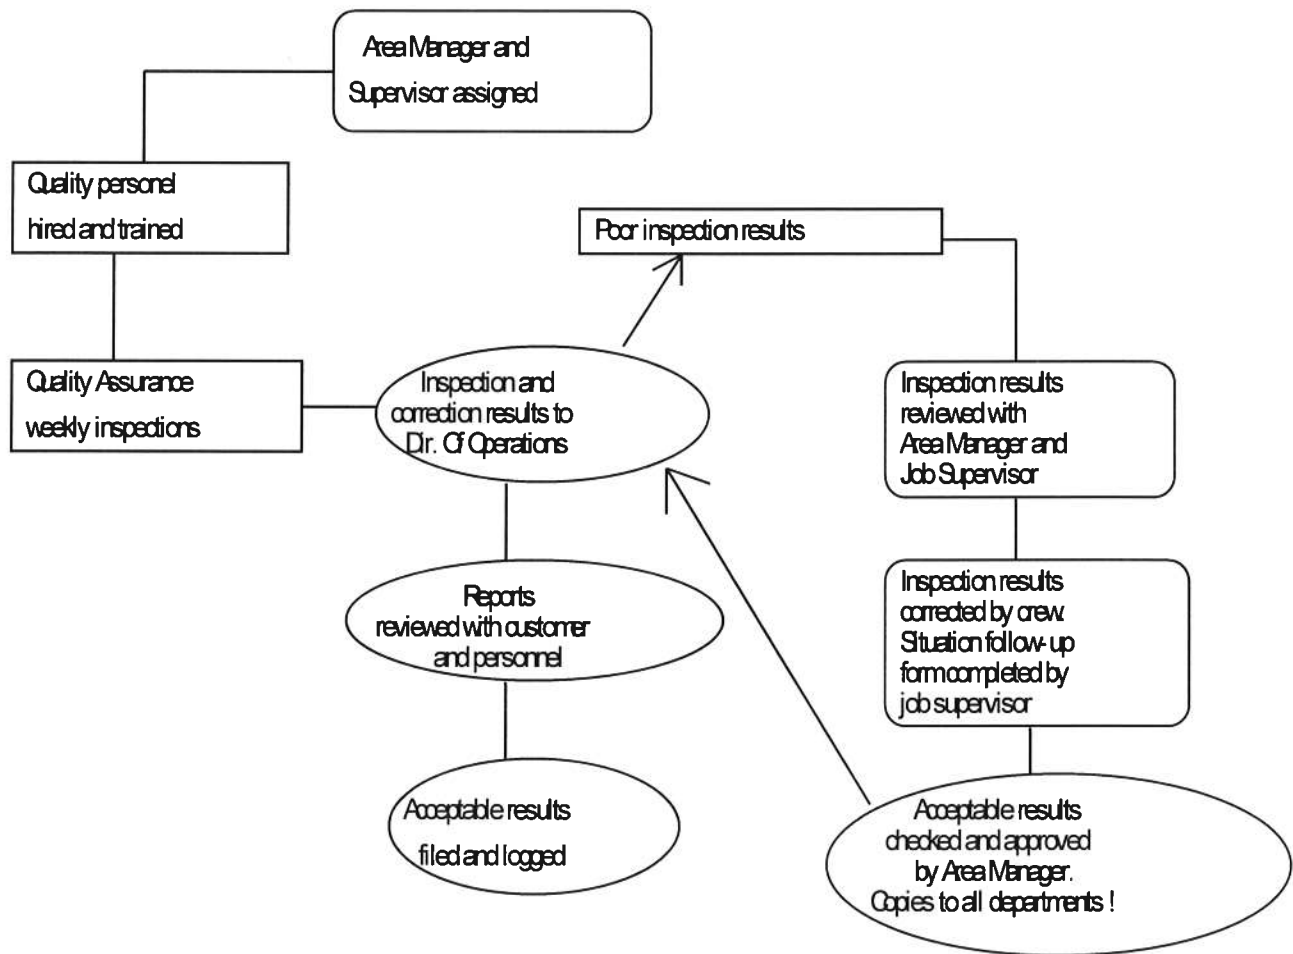 Area Manager and
Supervisor assigned
Quality personel
hired and trained
Poor inspection results
Quality Assurance
weekly inspections
Inspection and
correction results to
Dir. Of Operations
Inspection results
reviewed with
Area Manager and
Job Supervisor
Reports
reviewed with customer
and personnel
Inspection results
corrected by crew.
Situation follow-up
form completed by
job supervisor
Acceptable results
filed and logged
Acceptable results
checked and approved
by Area Manager.
Copies to all departments !